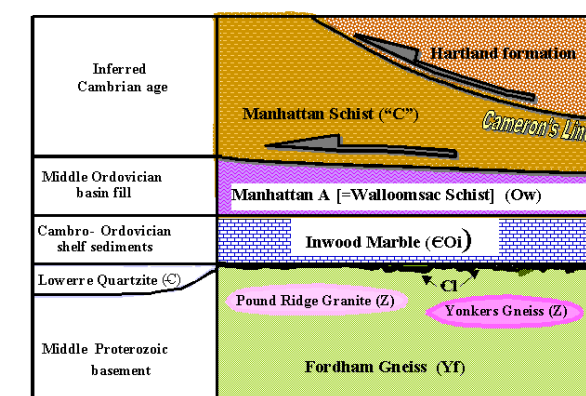 Inferred
Cambrian age
Hartland formation
Manhattan Schist ("C")
Cameron's Lin
Middle Ordovician
basin fill
Manhattan A [=Walloomsac Schist] (Ow)
Cambro- Ordovician
shelf sediments
Inwood Marble (ЄOi)
Lowerre Quartzite (Є)
Єl
Pound Ridge Granite (Z)
Yonkers Gneiss (Z)
Middle Proterozoic
basement
Fordham Gneiss (Yf)